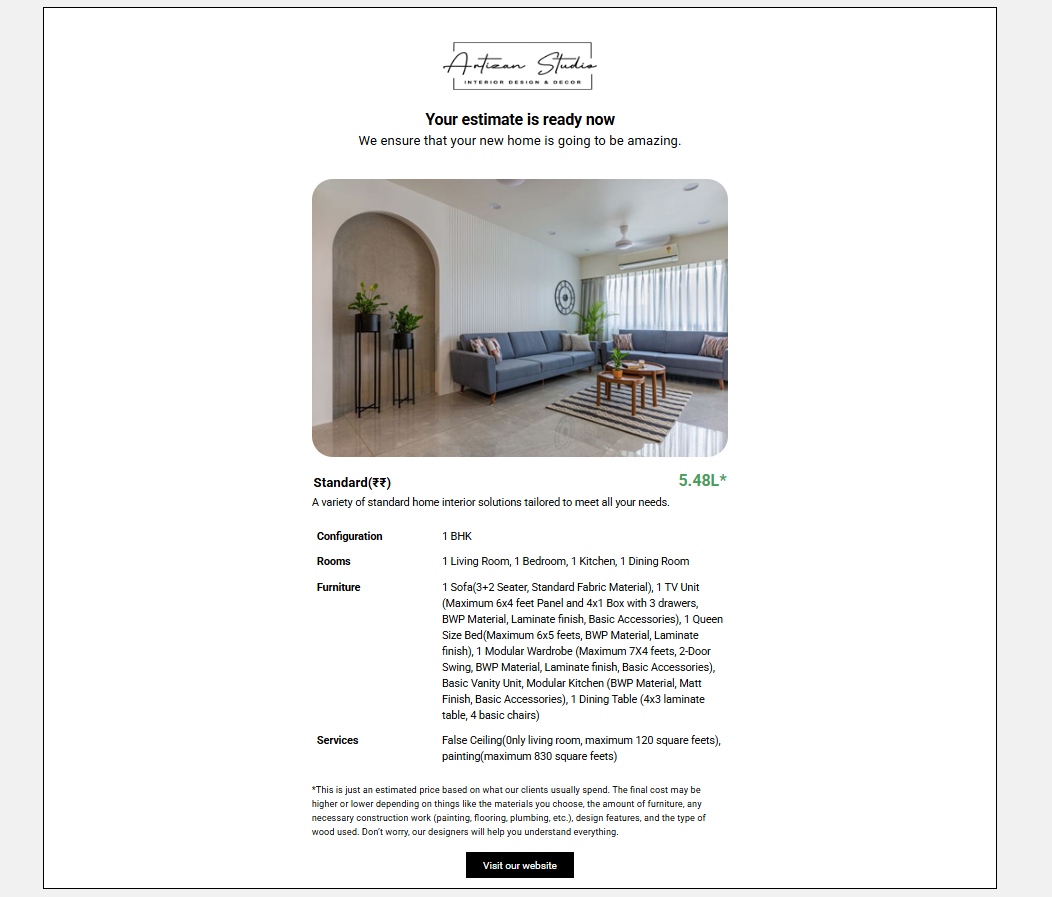 Artizan Studio
INTERIOR DESIGN & DECOR
Your estimate is ready now
We ensure that your new home is going to be amazing.
Standard(₹₹)
5.48L*
A variety of standard home interior solutions tailored to meet all your needs.
Configuration
1 BHK
Rooms
1 Living Room, 1 Bedroom, 1 Kitchen, 1 Dining Room
Furniture
1 Sofa(3+2 Seater, Standard Fabric Material), 1 TV Unit
(Maximum 6x4 feet Panel and 4x1 Box with 3 drawers,
BWP Material, Laminate finish, Basic Accessories), 1 Queen
Size Bed(Maximum 6x5 feets, BWP Material, Laminate
finish), 1 Modular Wardrobe (Maximum 7X4 feets, 2-Door
Swing, BWP Material, Laminate finish, Basic Accessories),
Basic Vanity Unit, Modular Kitchen (BWP Material, Matt
Finish, Basic Accessories), 1 Dining Table (4x3 laminate
table, 4 basic chairs)
Services
False Ceiling(0nly living room, maximum 120 square feets),
painting(maximum 830 square feets)
*This is just an estimated price based on what our clients usually spend. The final cost may be
higher or lower depending on things like the materials you choose, the amount of furniture, any
necessary construction work (painting, flooring, plumbing, etc.), design features, and the type of
wood used. Don't worry, our designers will help you understand everything.
Visit our website